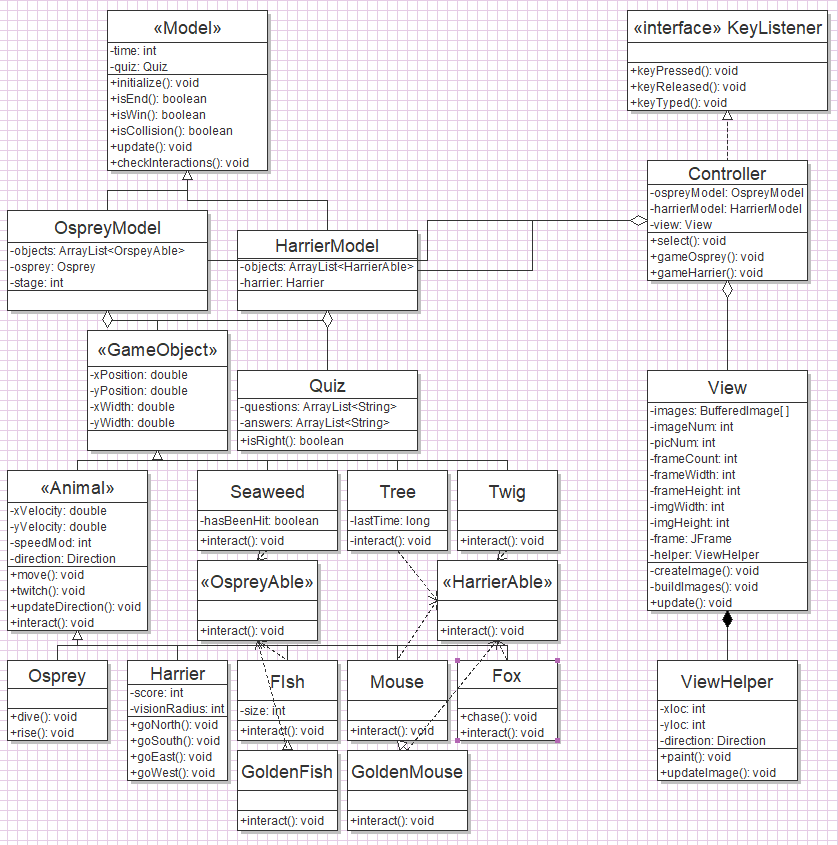 «Model»
-time: int
-quiz: Quiz
+initialize(): void
+isEnd(): boolean
+isWin(): boolean
+isCollision(): boolean
+update(): void
+checkInteractions(): void
«interface» KeyListener
+keyPressed(): void
+keyReleased(): void
+keyTyped(): void
Controller
-ospreyModel: OspreyModel
-harrierModel: HarrierModel
-view: View
+select(): void
+gameOsprey(): void
+gameHarrier(): void
OspreyModel
-objects: ArrayList<OrspeyAble>
-osprey: Osprey
-stage: int
HarrierModel
-objects: ArrayList<HarrierAble>
-harrier: Harrier
«GameObject»
-xPosition: double
-yPosition: double
-xWidth: double
-yWidth: double
Quiz
-questions: ArrayList<String>
-answers: ArrayList<String>
+isRight(): boolean
View
-images: BufferedImage[ ]
-imageNum: int
-picNum: int
-frameCount: int
-frameWidth: int
-frameHeight: int
-imgWidth: int
-imgHeight: int
-frame: JFrame
-helper: ViewHelper
-createImage(): void
-buildImages(): void
+update(): void
«Animal»
-xVelocity: double
-yVelocity: double
-speedMod: int
-direction: Direction
+move(): void
+twitch(): void
+updateDirection(): void
+interact(): void
Seaweed
-hasBeenHit: boolean
+interact(): void
Tree
-lastTime: long
-interact(): void
Twig
+interact(): void
«OspreyAble»
+interact(): void
«HarrierAble»
+interact(): void
Osprey
+dive(): void
+rise(): void
Harrier
-score: int
-visionRadius: int
+goNorth(): void
+goSouth(): void
+goEast(): void
+goWest(): void
FIsh
-size: int
+interact(): void
Mouse
+interact(): void
Fox
+chase(): void
+interact(): void
ViewHelper
-xloc: int
-yloc: int
-direction: Direction
+paint(): void
+updateImage(): void
GoldenFish
+interact(): void
GoldenMouse
+interact(): void